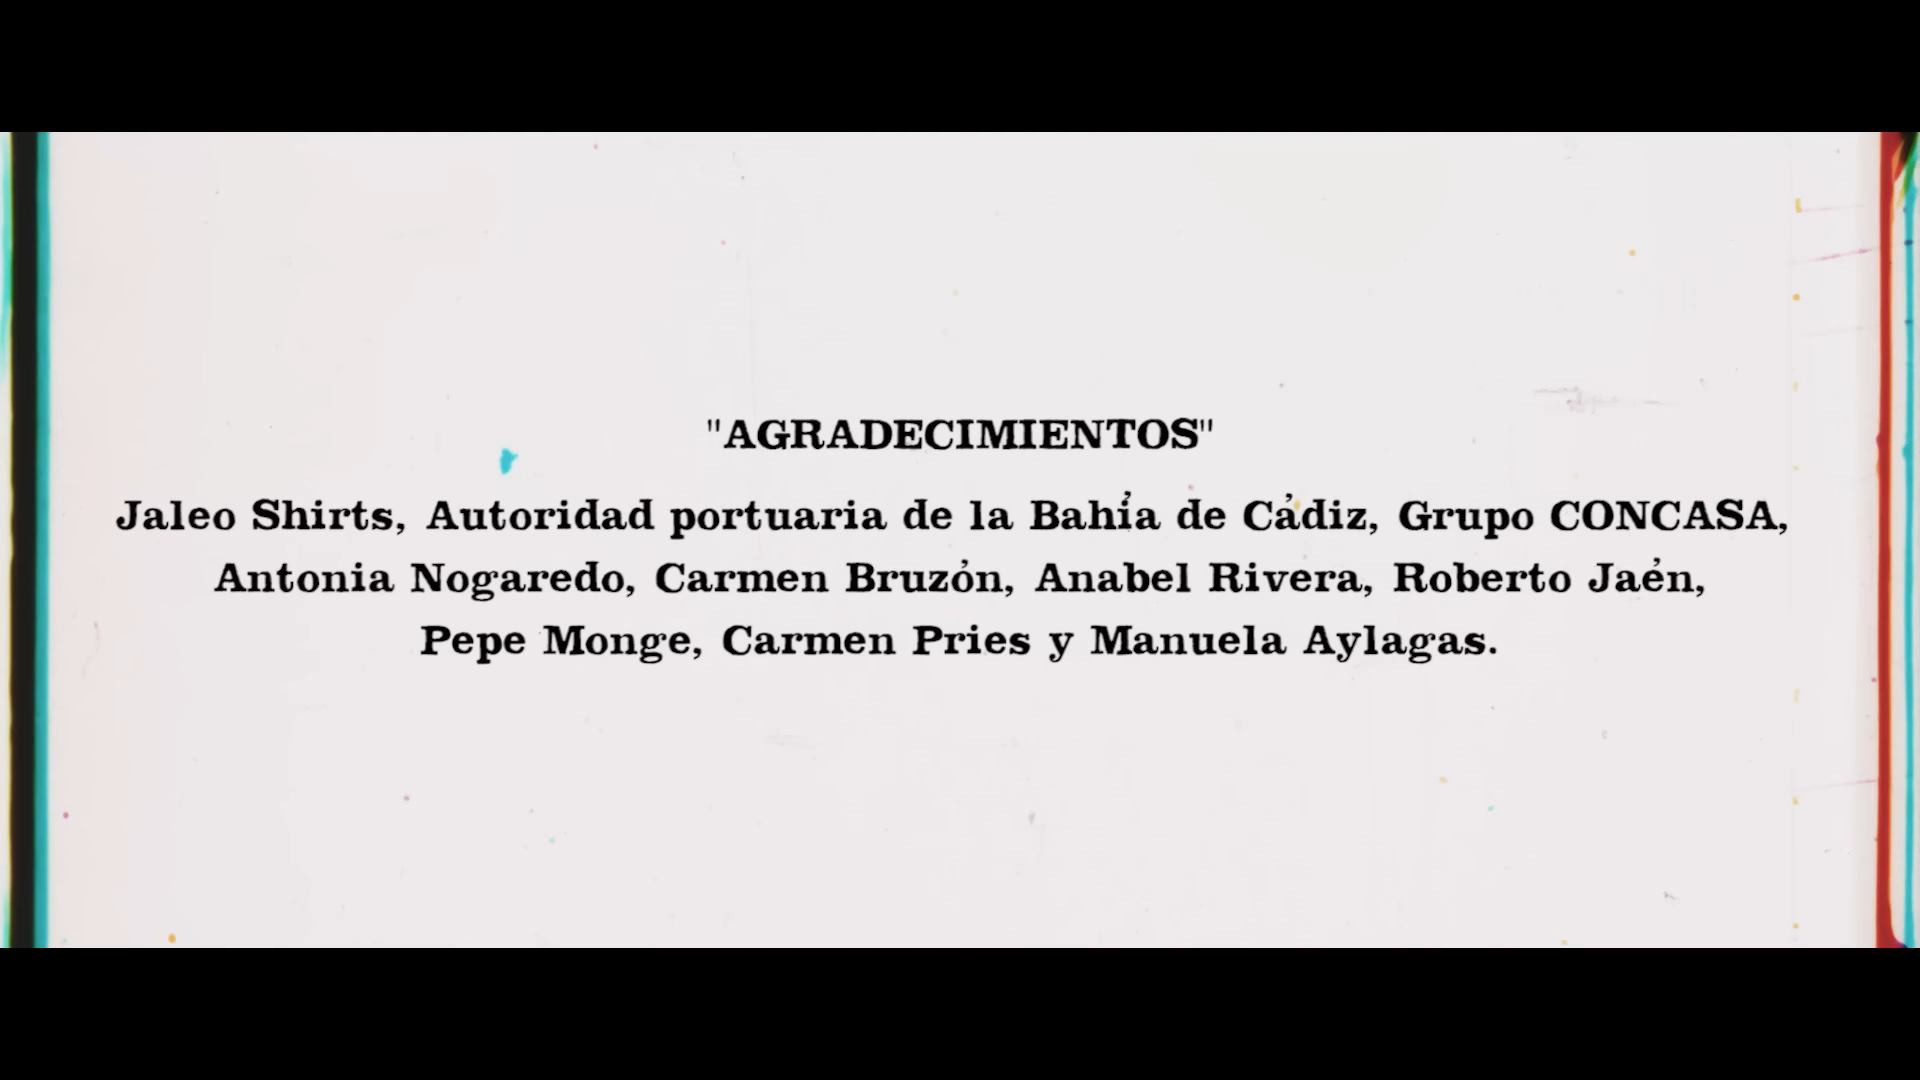 "AGRADECIMIENTOS"
Jaleo Shirts, Autoridad portuaria de la Bahía de Cádiz, Grupo CONCASA,
Antonia Nogaredo, Carmen Bruzón, Anabel Rivera, Roberto Jaén,
Pepe Monge, Carmen Pries y Manuela Aylagas.